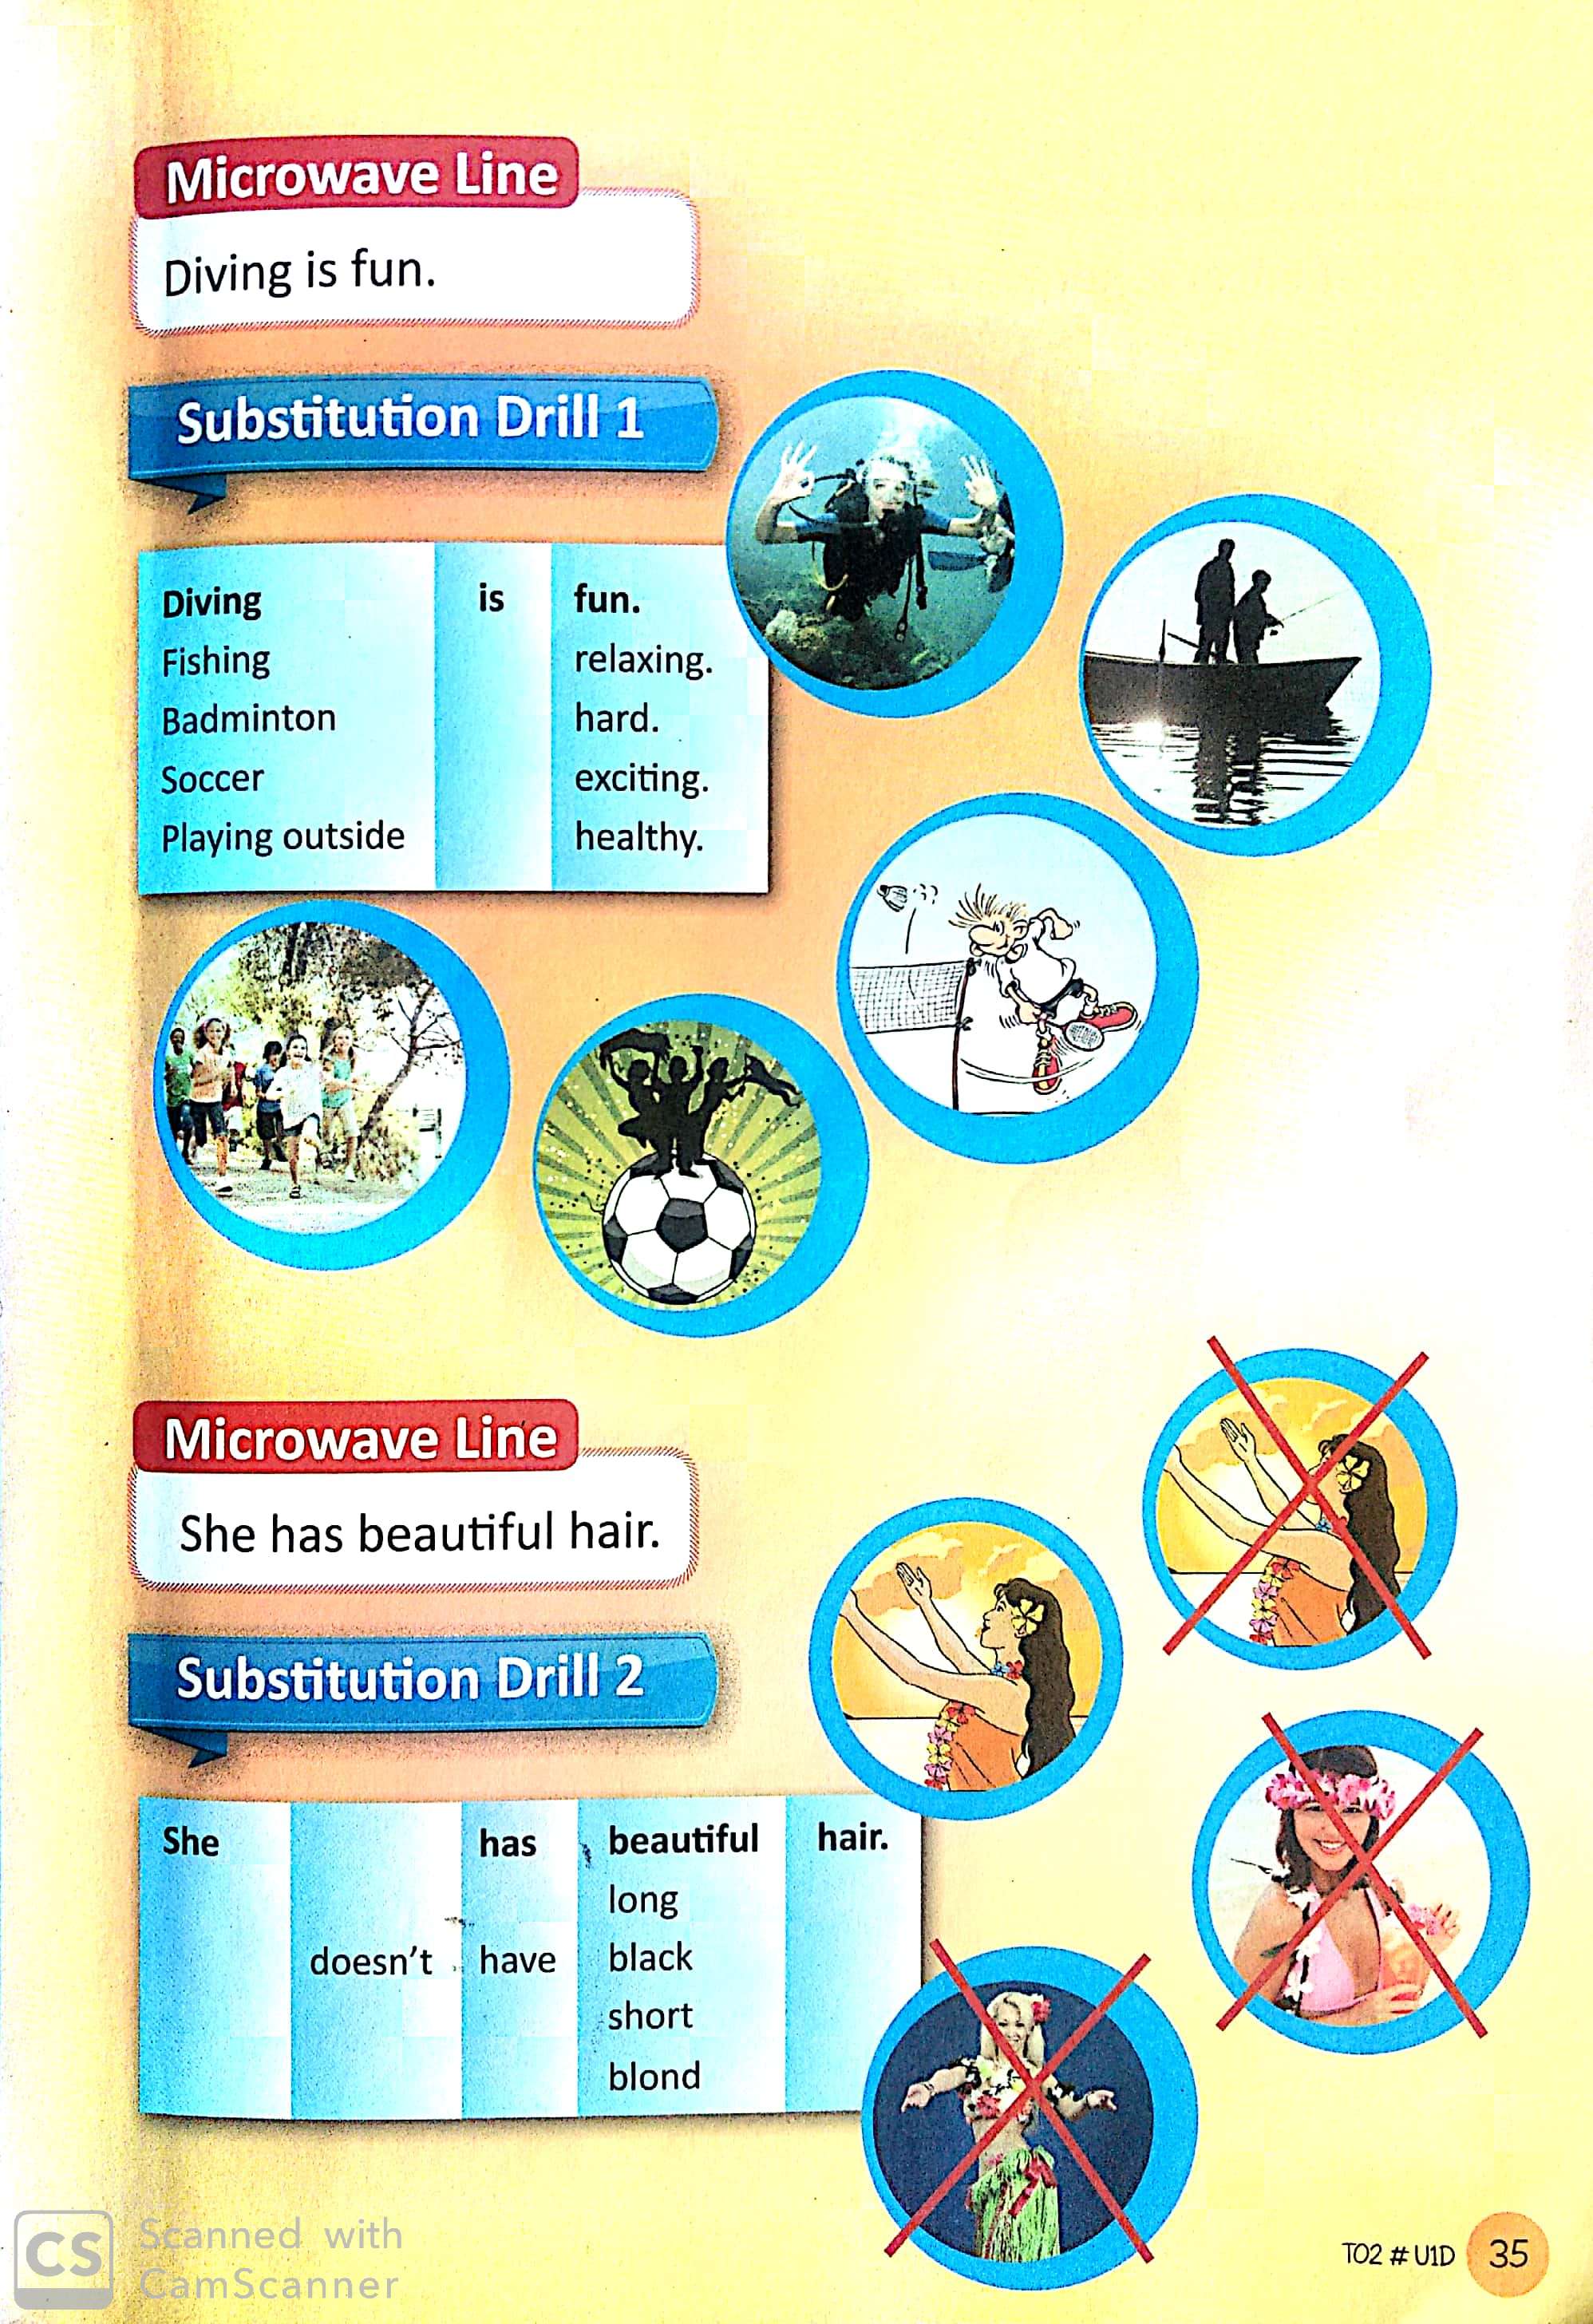 Microwave Line
Diving is fun.
Substitution Drill 1
Diving is fun.
Fishing relaxing.
Badminton hard.
Soccer exciting.
Playing outside healthy.
Microwave Line
She has beautiful hair.
Substitution Drill 2
She has beautiful hair.
long
doesn't have black
short
blond
CS Scanned with
CamScanner
TO2 # U1D 35